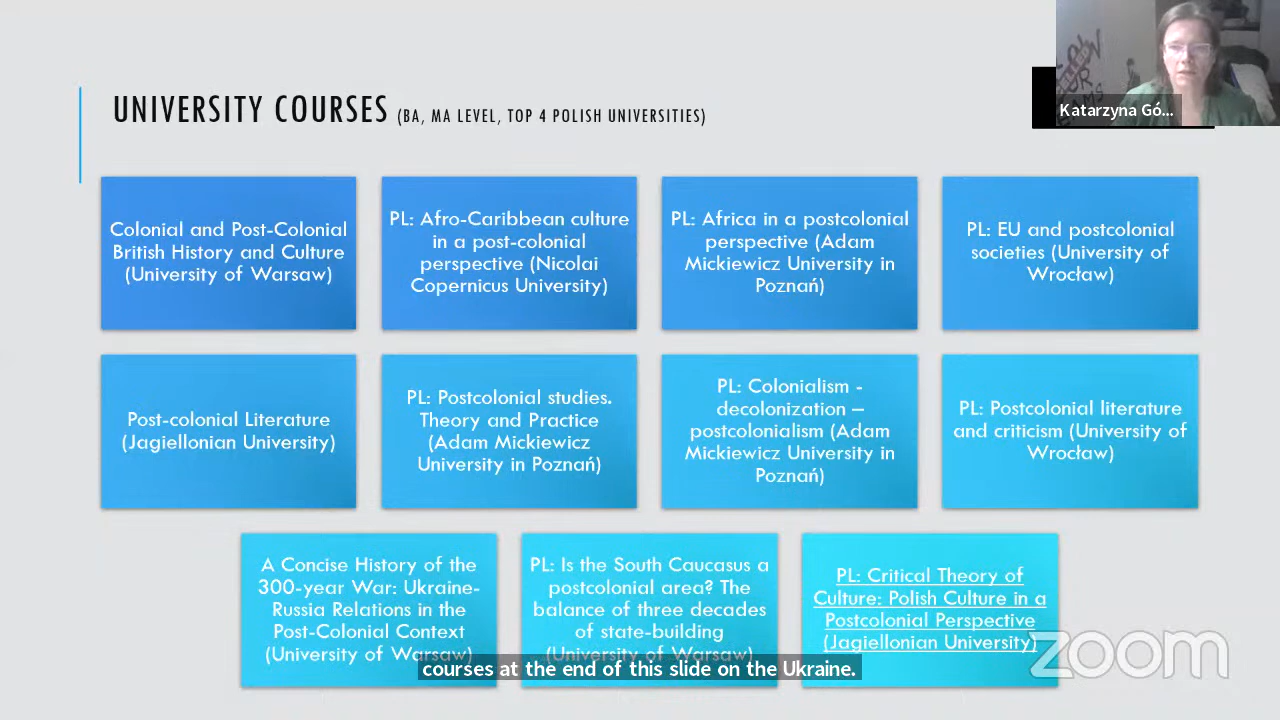 UNIVERSITY COURSES (BA, MA LEVEL, TOP 4 POLISH UNIVERSITIES)
Katarzyna Gó...
Colonial and Post-Colonial
British History and Culture
(University of Warsaw)
PL: Afro-Caribbean culture
in a post-colonial
perspective (Nicolai
Copernicus University)
PL: Africa in a postcolonial
perspective (Adam
Mickiewicz University in
Poznań)
PL: EU and postcolonial
societies (University of
Wrocław)
Post-colonial Literature
(Jagiellonian University)
PL: Postcolonial studies.
Theory and Practice
(Adam Mickiewicz
University in Poznań)
PL: Colonialism -
decolonization –
postcolonialism (Adam
Mickiewicz University in
Poznań)
PL: Postcolonial literature
and criticism (University of
Wrocław)
A Concise History of the
300-year War: Ukraine-
Russia Relations in the
Post-Colonial Context
(University of Warsaw)
PL: Is the South Caucasus a
postcolonial area? The
balance of three decades
of state-building
(University of Warsaw)
PL: Critical Theory of
Culture: Polish Culture in a
Postcolonial Perspective
(Jagiellonian University)
zoom
courses at the end of this slide on the Ukraine.